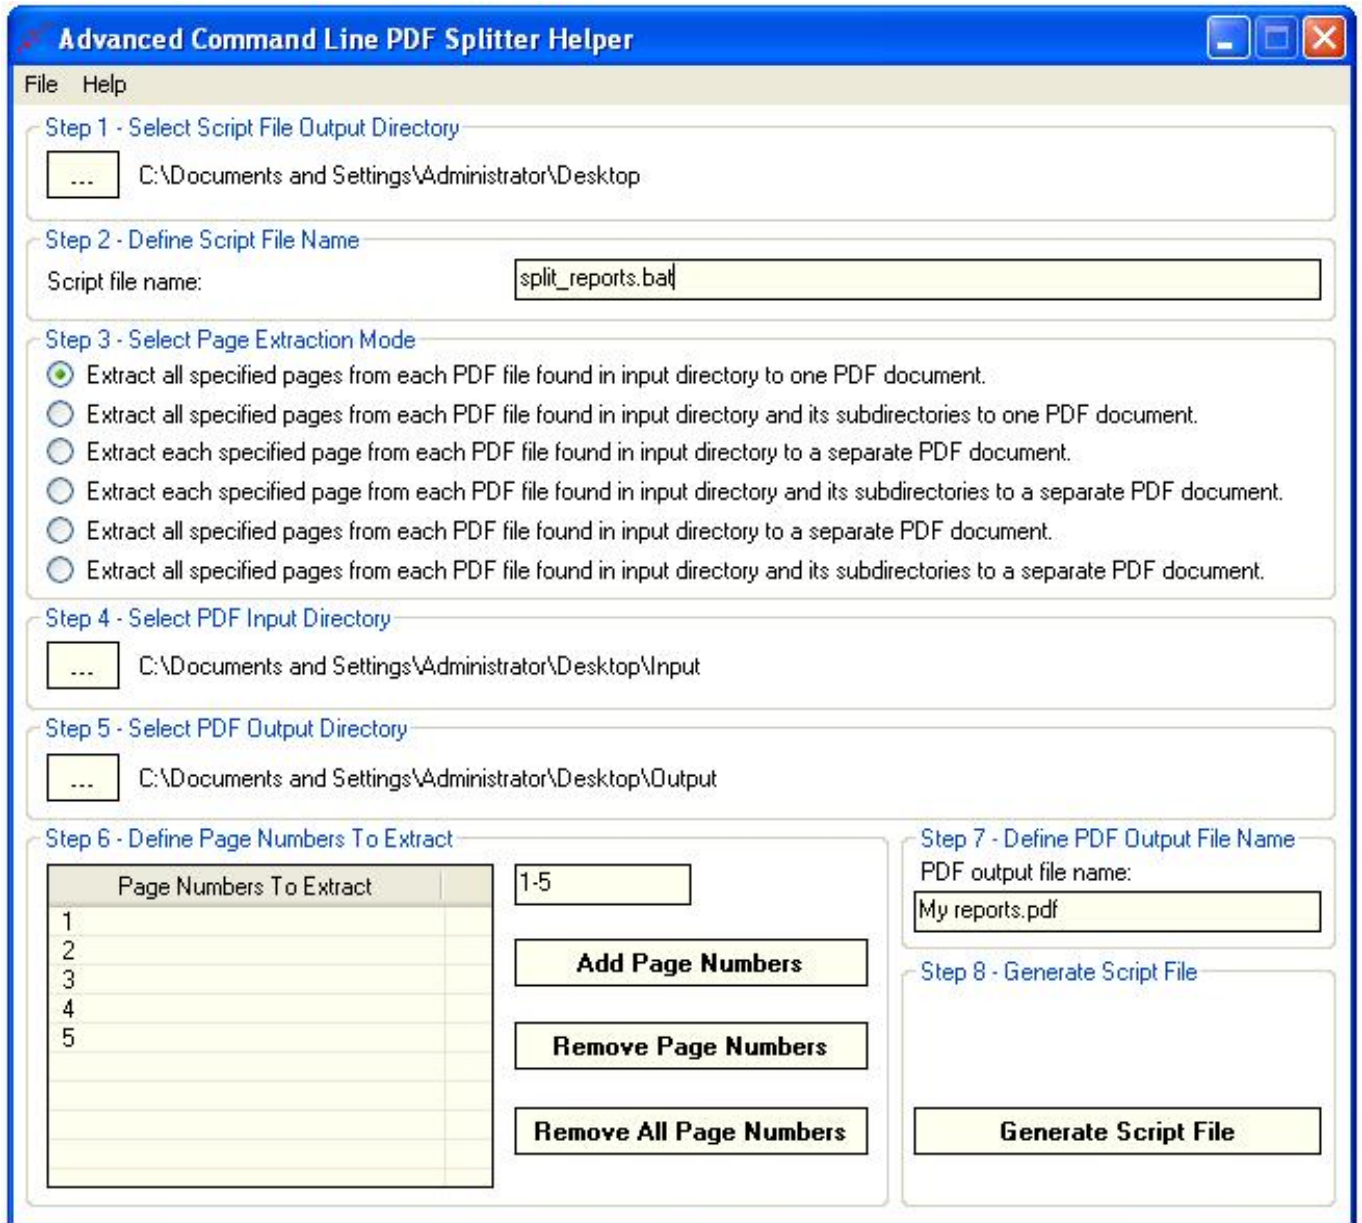 Advanced Command Line PDF Splitter Helper
File Help
Step 1 - Select Script File Output Directory
... C:\Documents and Settings\Administrator\Desktop
Step 2 - Define Script File Name
Script file name: split_reports.bat
Step 3 - Select Page Extraction Mode
Extract all specified pages from each PDF file found in input directory to one PDF document.
Extract all specified pages from each PDF file found in input directory and its subdirectories to one PDF document.
Extract each specified page from each PDF file found in input directory to a separate PDF document.
Extract each specified page from each PDF file found in input directory and its subdirectories to a separate PDF document.
Extract all specified pages from each PDF file found in input directory to a separate PDF document.
Extract all specified pages from each PDF file found in input directory and its subdirectories to a separate PDF document.
Step 4 - Select PDF Input Directory
... C:\Documents and Settings\Administrator\Desktop\Input
Step 5 - Select PDF Output Directory
... C:\Documents and Settings\Administrator\Desktop\Output
Step 6 - Define Page Numbers To Extract
Page Numbers To Extract
1
2
3
4
5
1-5
Add Page Numbers
Remove Page Numbers
Remove All Page Numbers
Step 7 - Define PDF Output File Name
PDF output file name:
My reports.pdf
Step 8 - Generate Script File
Generate Script File